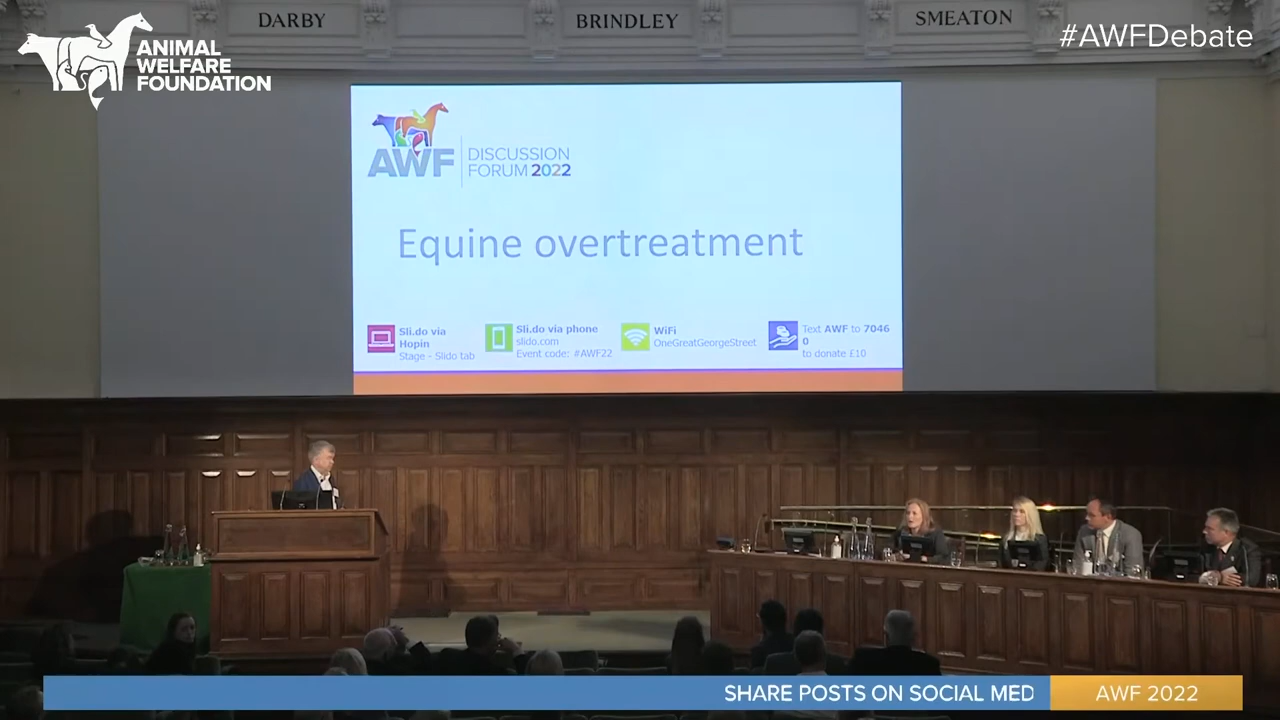 DARBY
BRINDLEY
SMEATON
ANIMAL
WELFARE
FOUNDATION
#AWFDebate
AWF
DISCUSSION
FORUM 2022
Equine overtreatment
Sli.do via
Hopin
Stage - Slido tab
Sli.do via phone
slido.com
Event code: #AWF22
WiFi
OneGreatGeorgeStreet
Text AWF to 7046
0
to donate £10
SHARE POSTS ON SOCIAL MED
AWF 2022